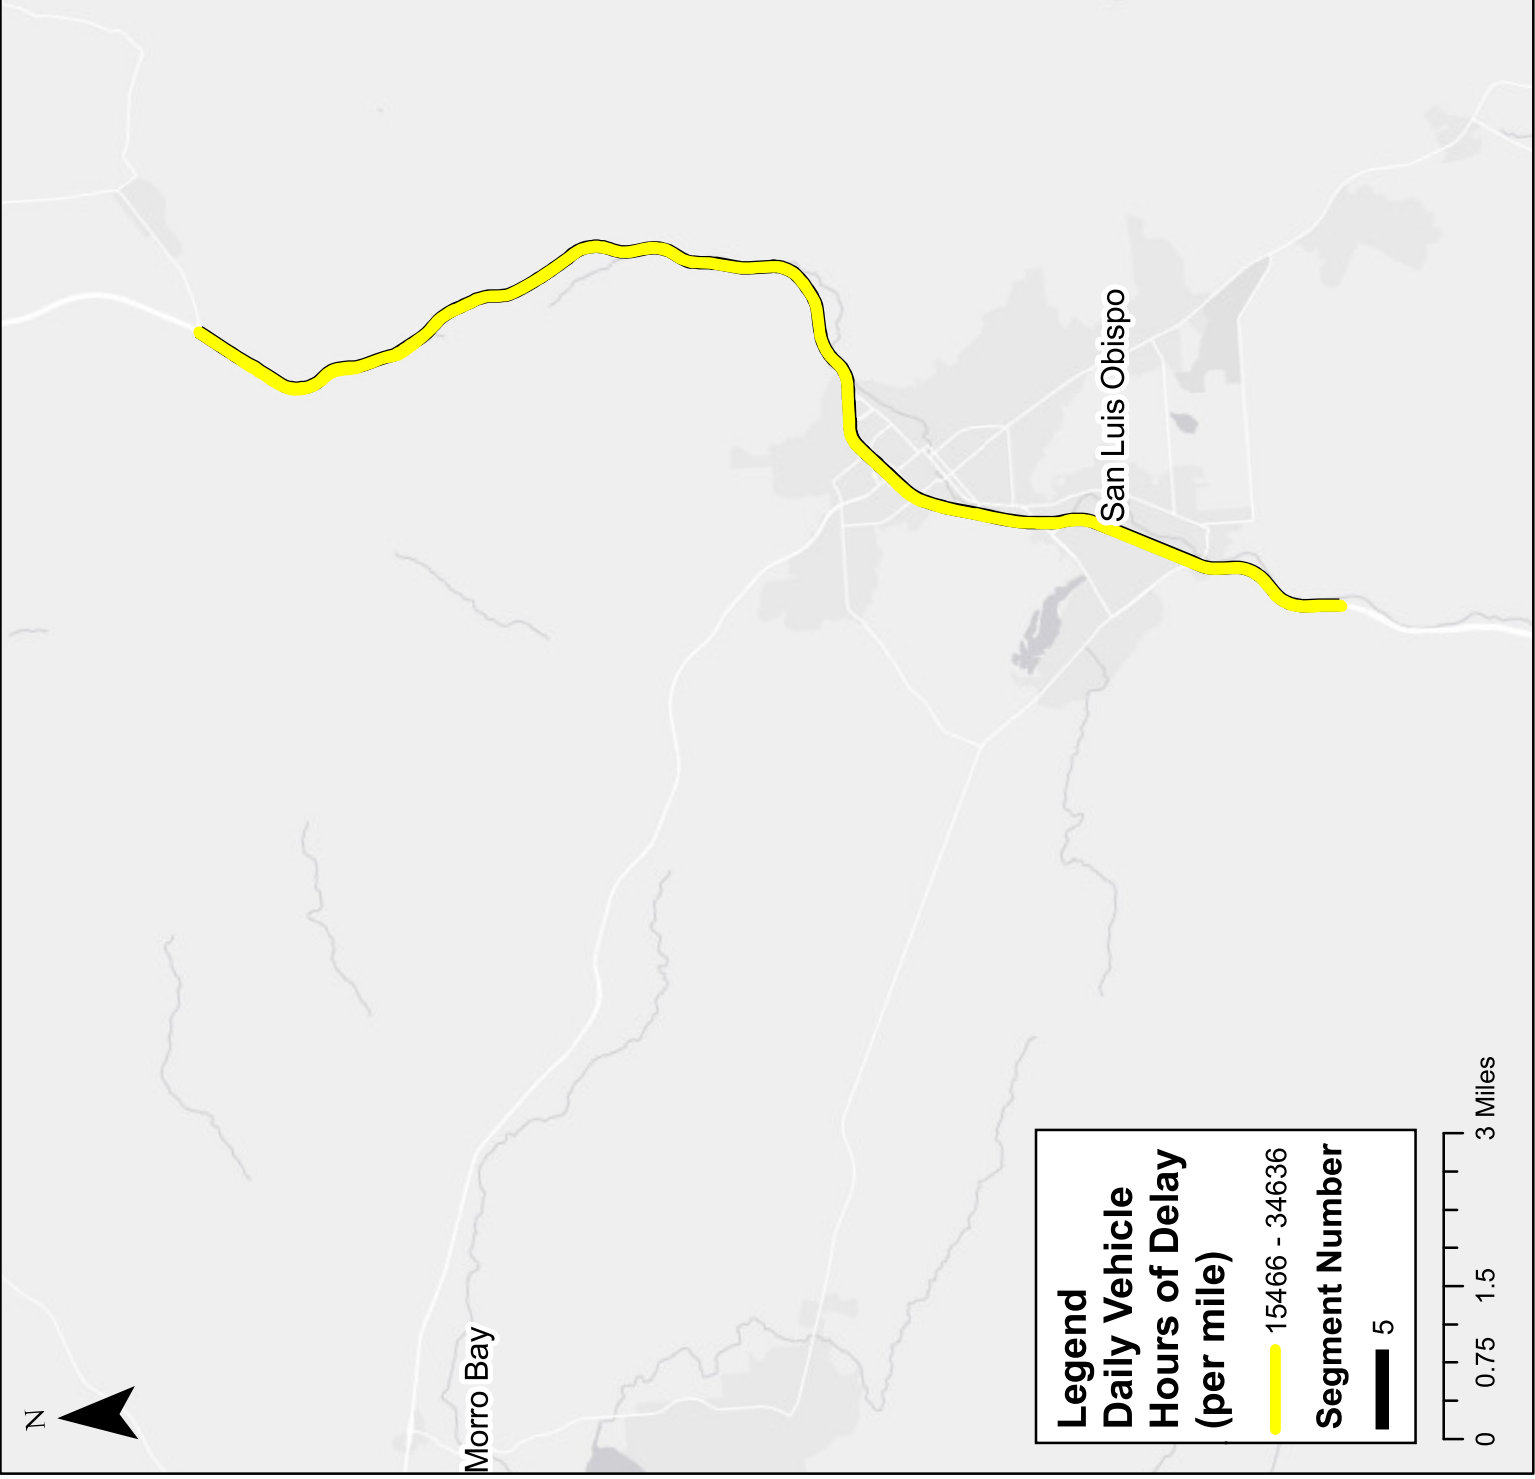 N
San Luis Obispo
Morro Bay
Legend
Daily Vehicle
Hours of Delay
(per mile)
15466 - 34636
Segment Number
5
0 0.75 1.5 3 Miles